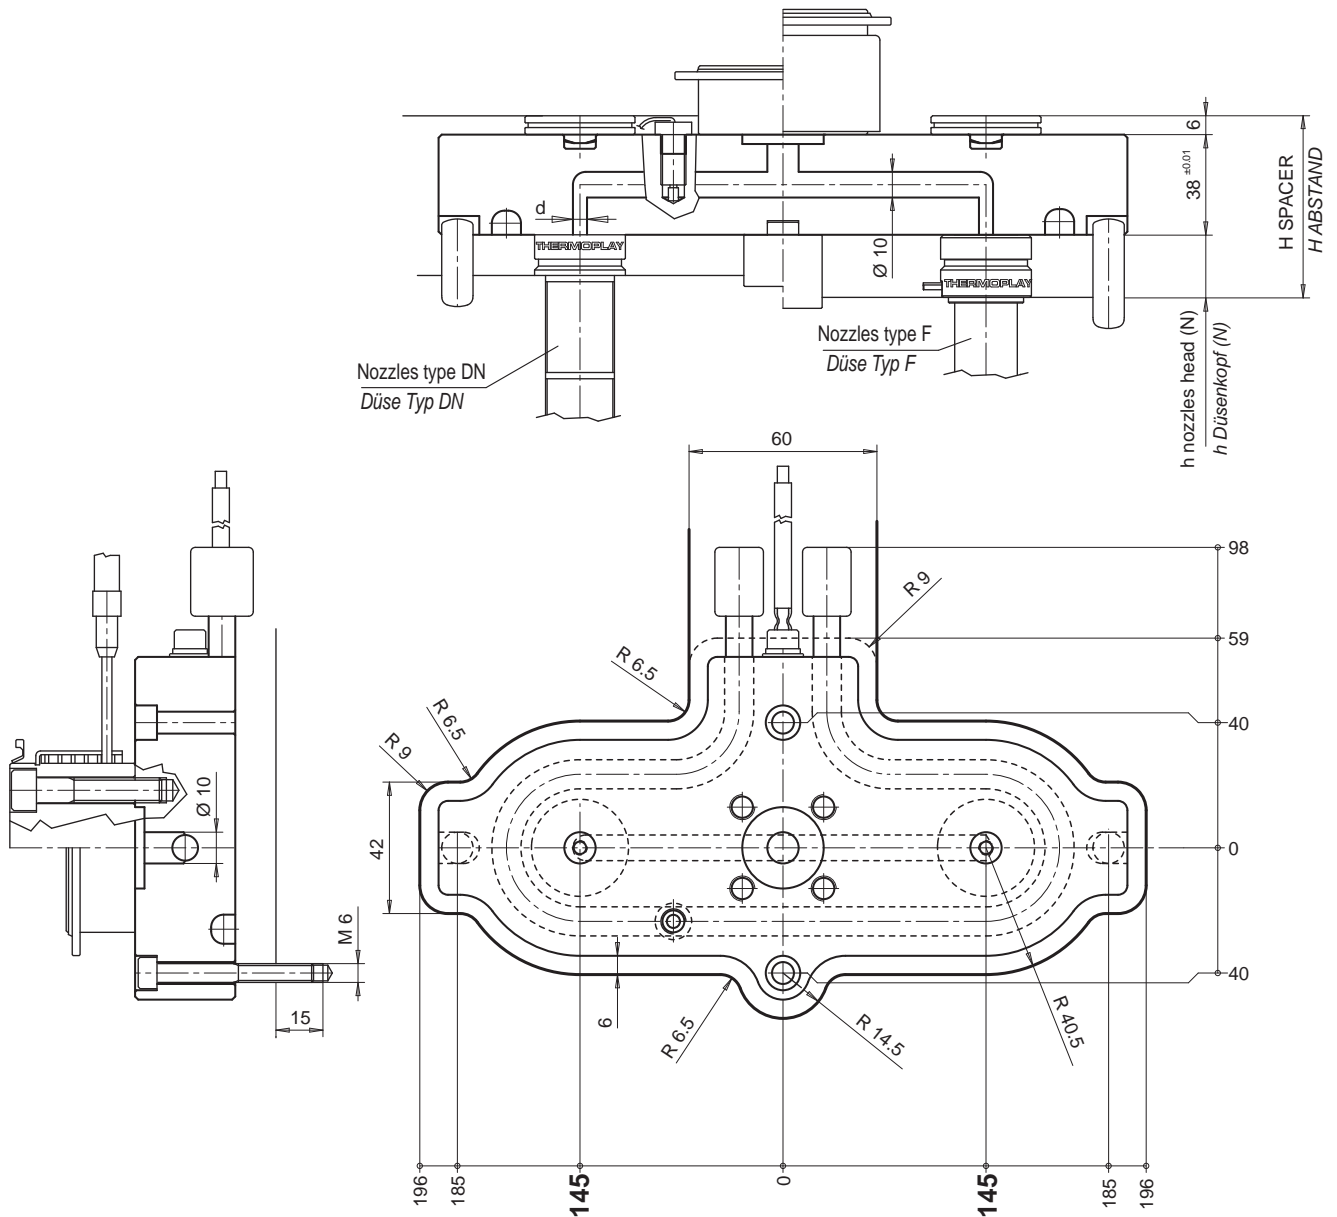 6
38 ±0.01
H SPACER
H ABSTAND
d
THERMOPLAY
Ø 10
THERMOPLAY
Nozzles type F
Düse Typ F
Nozzles type DN
Düse Typ DN
h nozzles head (N)
h Düsenkopf (N)
60
98
R 9
59
R 6.5
40
R 6.5
R 9
Ø 10
42
0
M 6
40
15
6
R 6.5
R 14.5
R 40.5
196
185
145
0
145
185
196